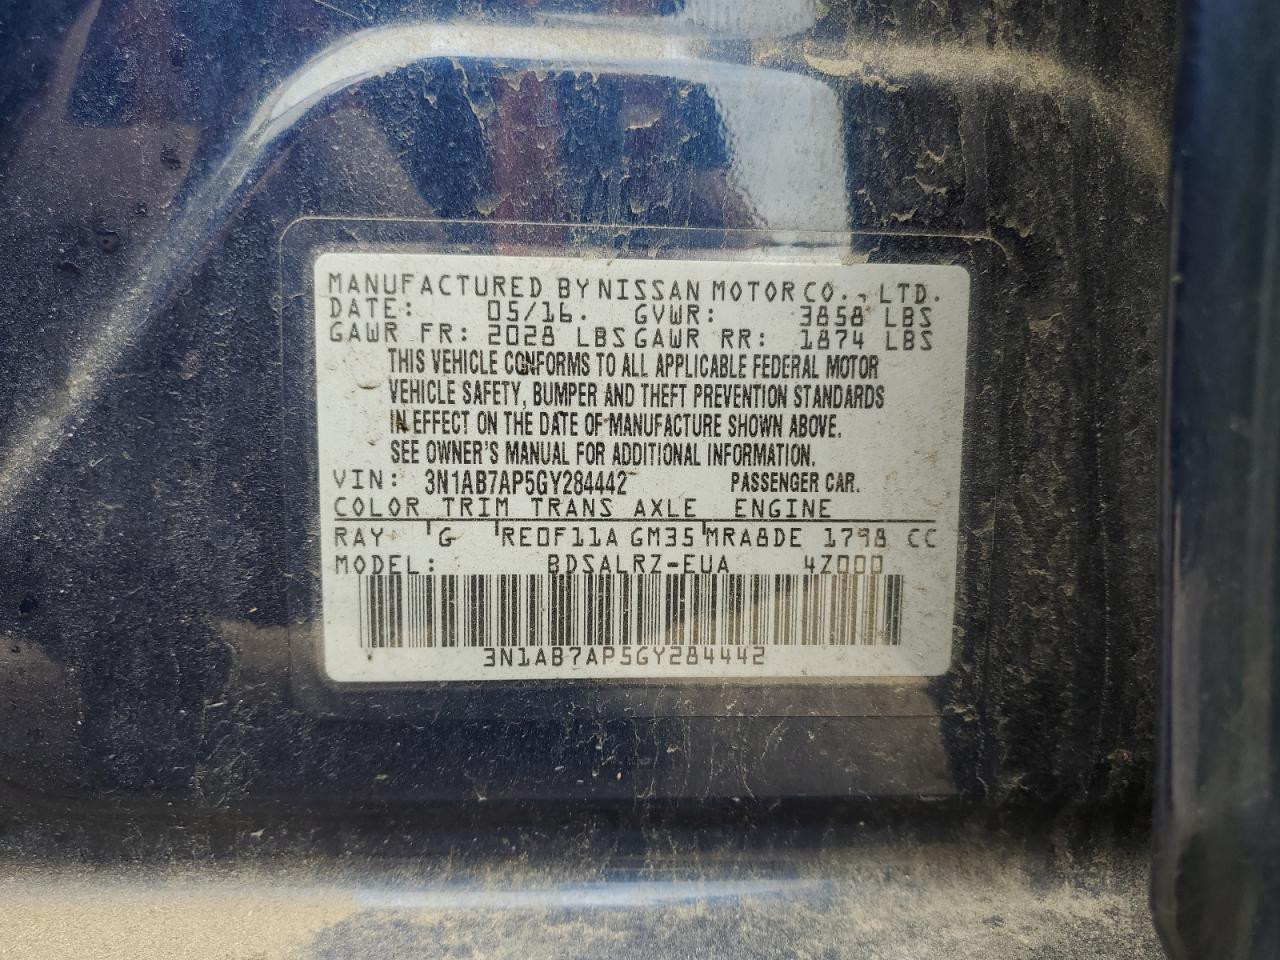 MANUFACTURED BY NISSAN MOTOR CO., LTD.
DATE: 05/16. GVWR: 3858 LBS
GAWR FR: 2028 LBS GAWR RR: 1874 LBS
THIS VEHICLE CONFORMS TO ALL APPLICABLE FEDERAL MOTOR
VEHICLE SAFETY, BUMPER AND THEFT PREVENTION STANDARDS
IN EFFECT ON THE DATE OF MANUFACTURE SHOWN ABOVE.
SEE OWNER'S MANUAL FOR ADDITIONAL INFORMATION.
VIN: 3N1AB7AP5GY284442 PASSENGER CAR.
COLOR TRIM TRANS AXLE ENGINE
RAY G RE0F11A GM35 MRA8DE 1798 CC
MODEL: BDSALRZ-EUA 4Z000
3N1AB7AP5GY284442